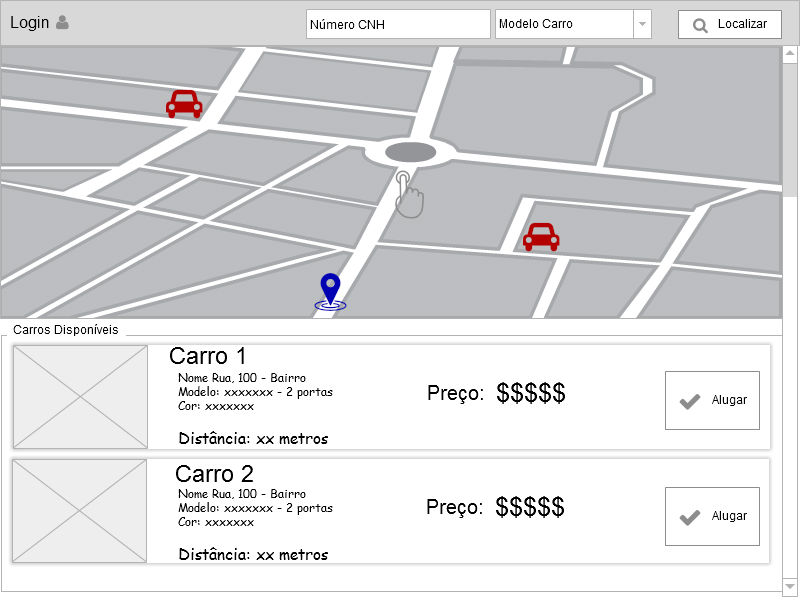 Login
Número CNH
Modelo Carro
Localizar
Carros Disponíveis
Carro 1
Nome Rua, 100 - Bairro
Modelo: xxxxxxx - 2 portas
Cor: xxxxxxx
Distância: xx metros
Preço: $$$$$
Alugar
Carro 2
Nome Rua, 100 - Bairro
Modelo: xxxxxxx - 2 portas
Cor: xxxxxxx
Distância: xx metros
Preço: $$$$$
Alugar